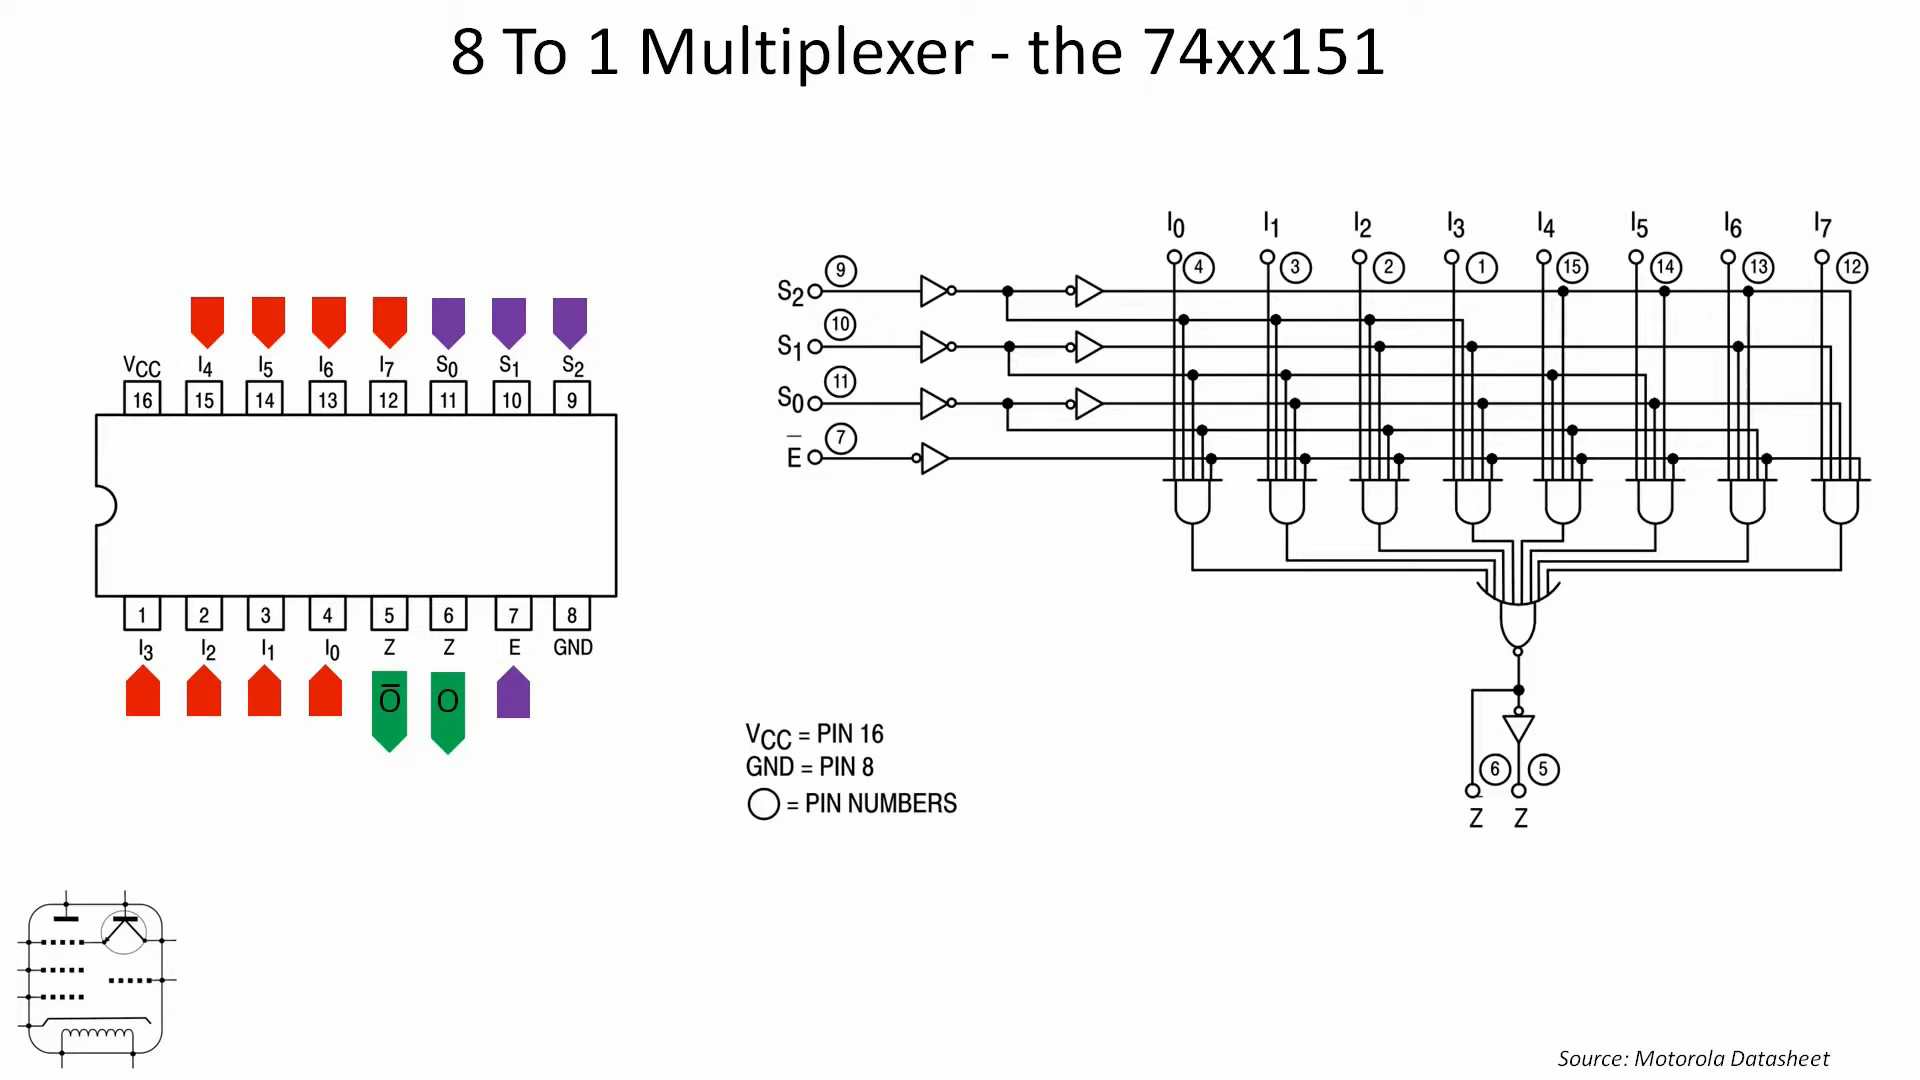 8 To 1 Multiplexer - the 74xx151
I0 I1 I2 I3 I4 I5 I6 I7
4 3 2 1 15 14 13 12
S2 9
S1 10
S0 11
E̅ 7
VCC I4 I5 I6 I7 S0 S1 S2
16 15 14 13 12 11 10 9
1 2 3 4 5 6 7 8
I3 I2 I1 I0 Z Z E GND
O̅ O
6 5
Z Z
VCC = PIN 16
GND = PIN 8
= PIN NUMBERS
Source: Motorola Datasheet